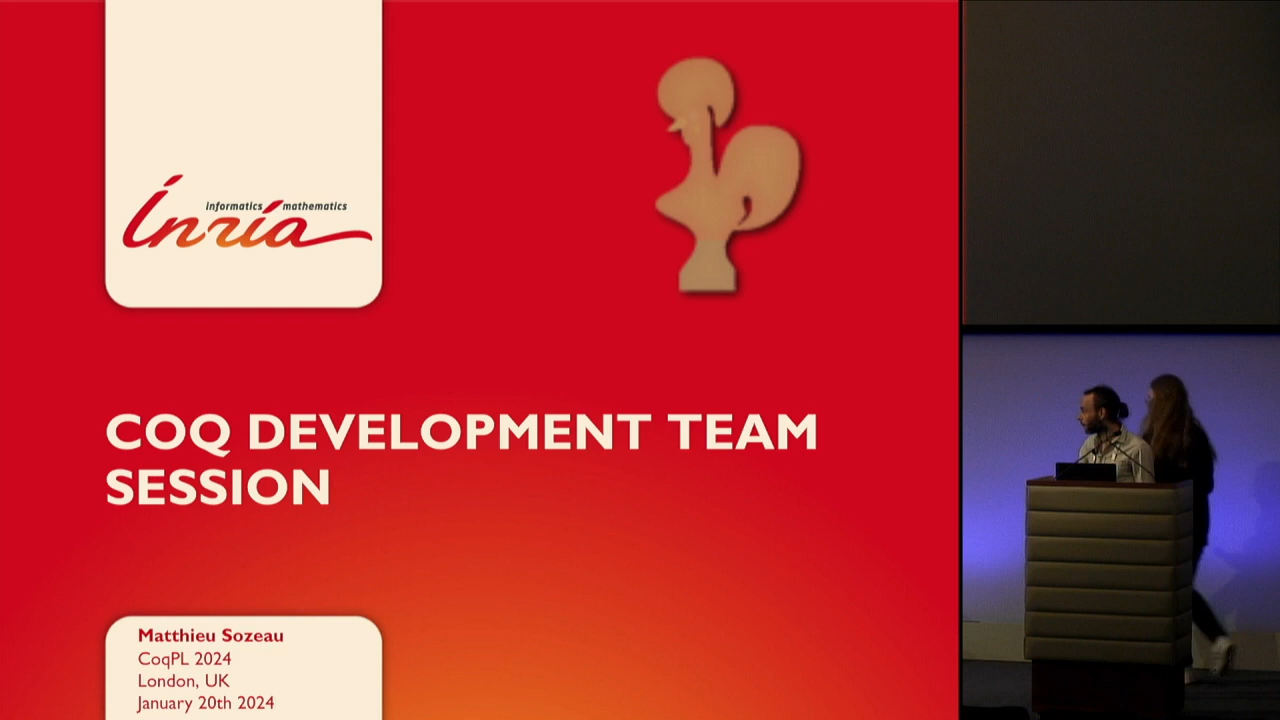 informatics mathematics
Inria
COQ DEVELOPMENT TEAM
SESSION
Matthieu Sozeau
CoqPL 2024
London, UK
January 20th 2024